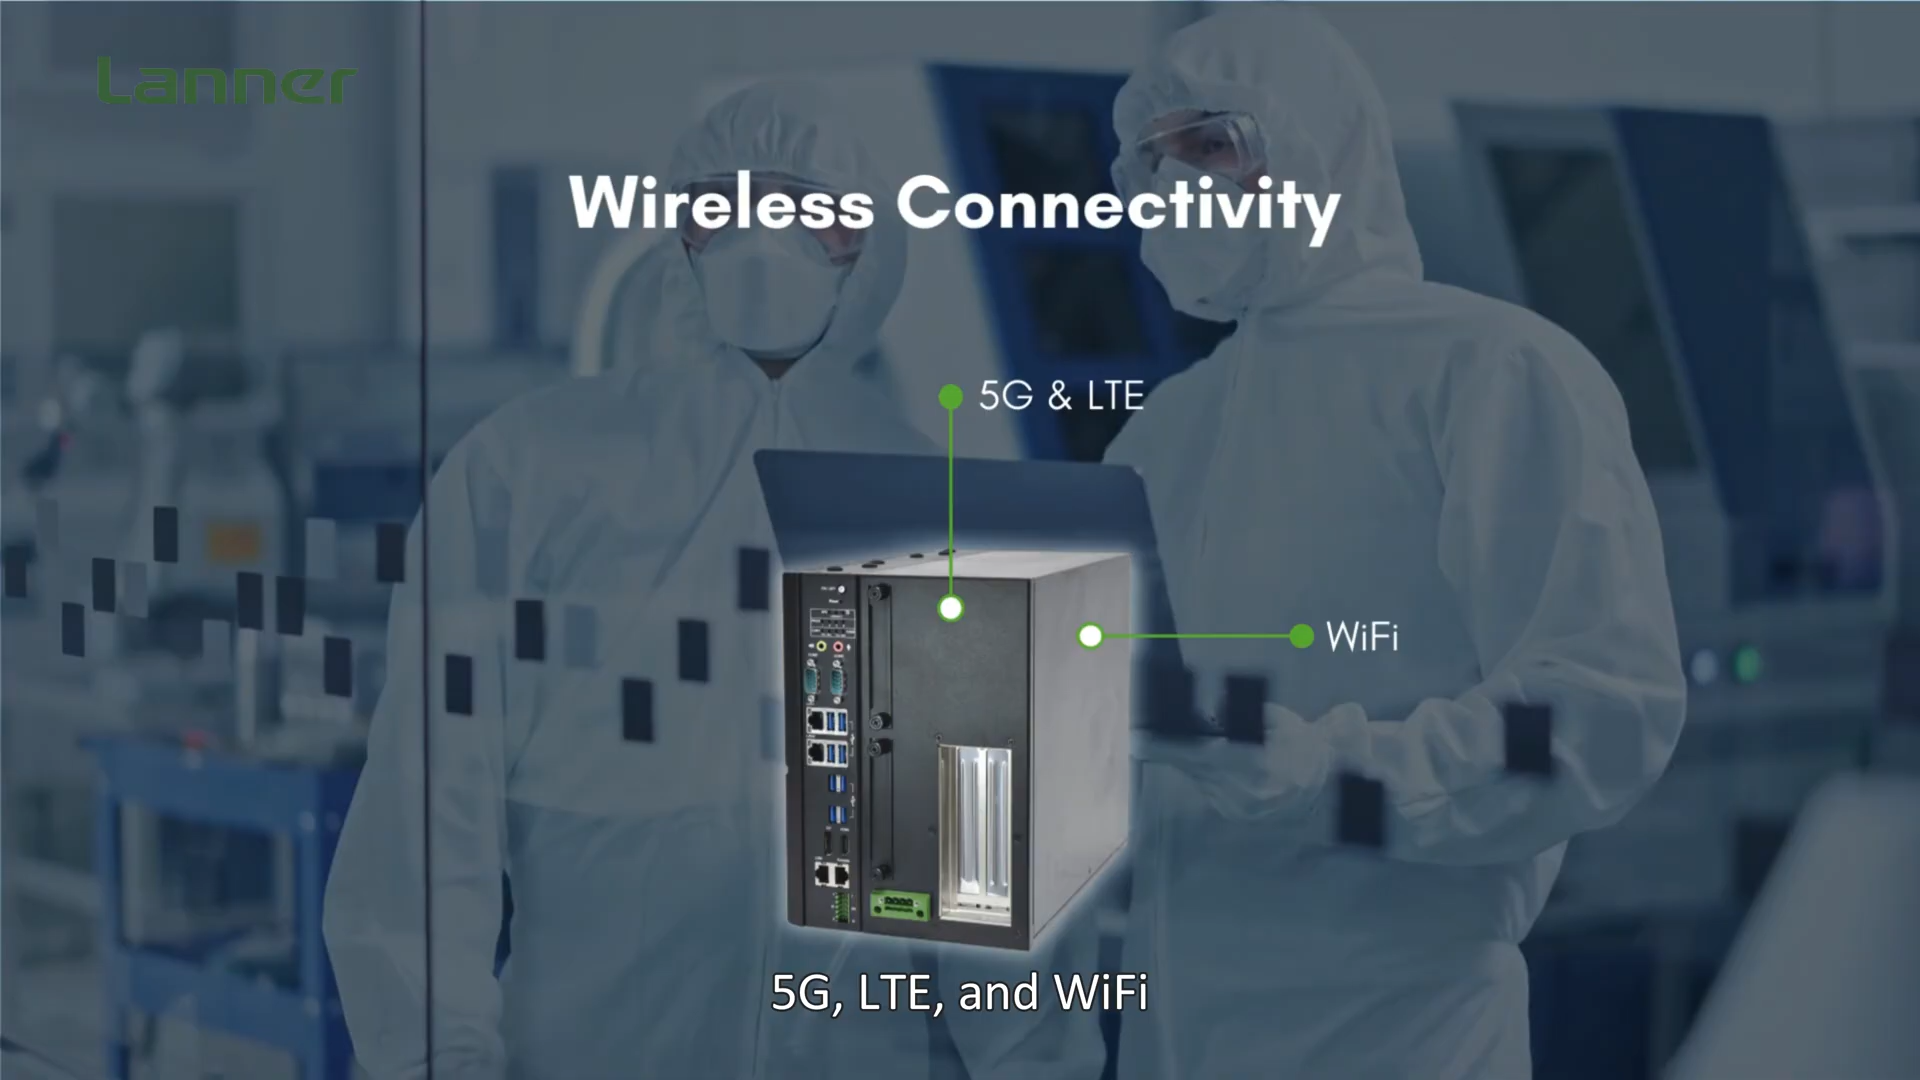 Lanner
Wireless Connectivity
5G & LTE
WiFi
5G, LTE, and WiFi